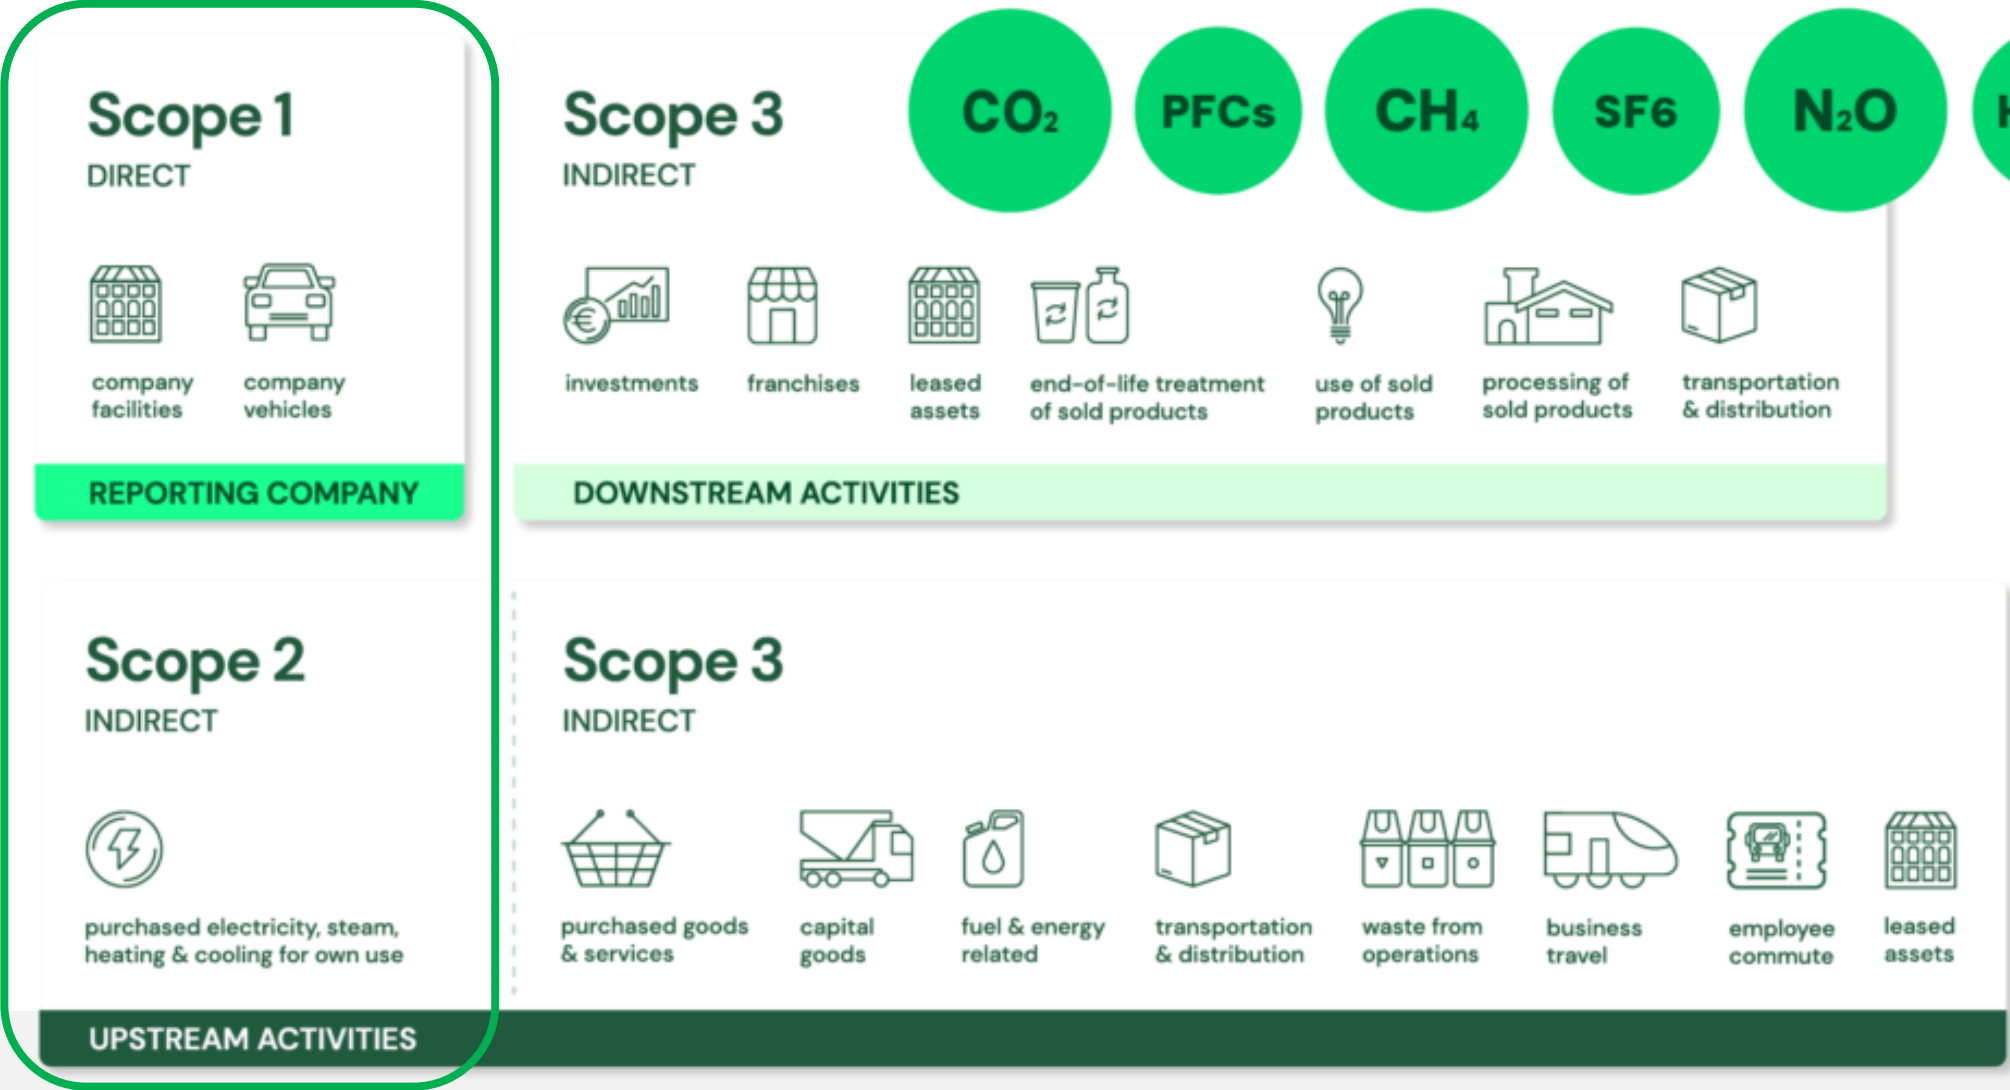 Scope 1
DIRECT
company
facilities
company
vehicles
REPORTING COMPANY
Scope 3
INDIRECT
CO₂
PFCs
CH₄
SF6
N₂O
investments
franchises
leased
assets
end-of-life treatment
of sold products
use of sold
products
processing of
sold products
transportation
& distribution
DOWNSTREAM ACTIVITIES
Scope 2
INDIRECT
purchased electricity, steam,
heating & cooling for own use
Scope 3
INDIRECT
purchased goods
& services
capital
goods
fuel & energy
related
transportation
& distribution
waste from
operations
business
travel
employee
commute
leased
assets
UPSTREAM ACTIVITIES